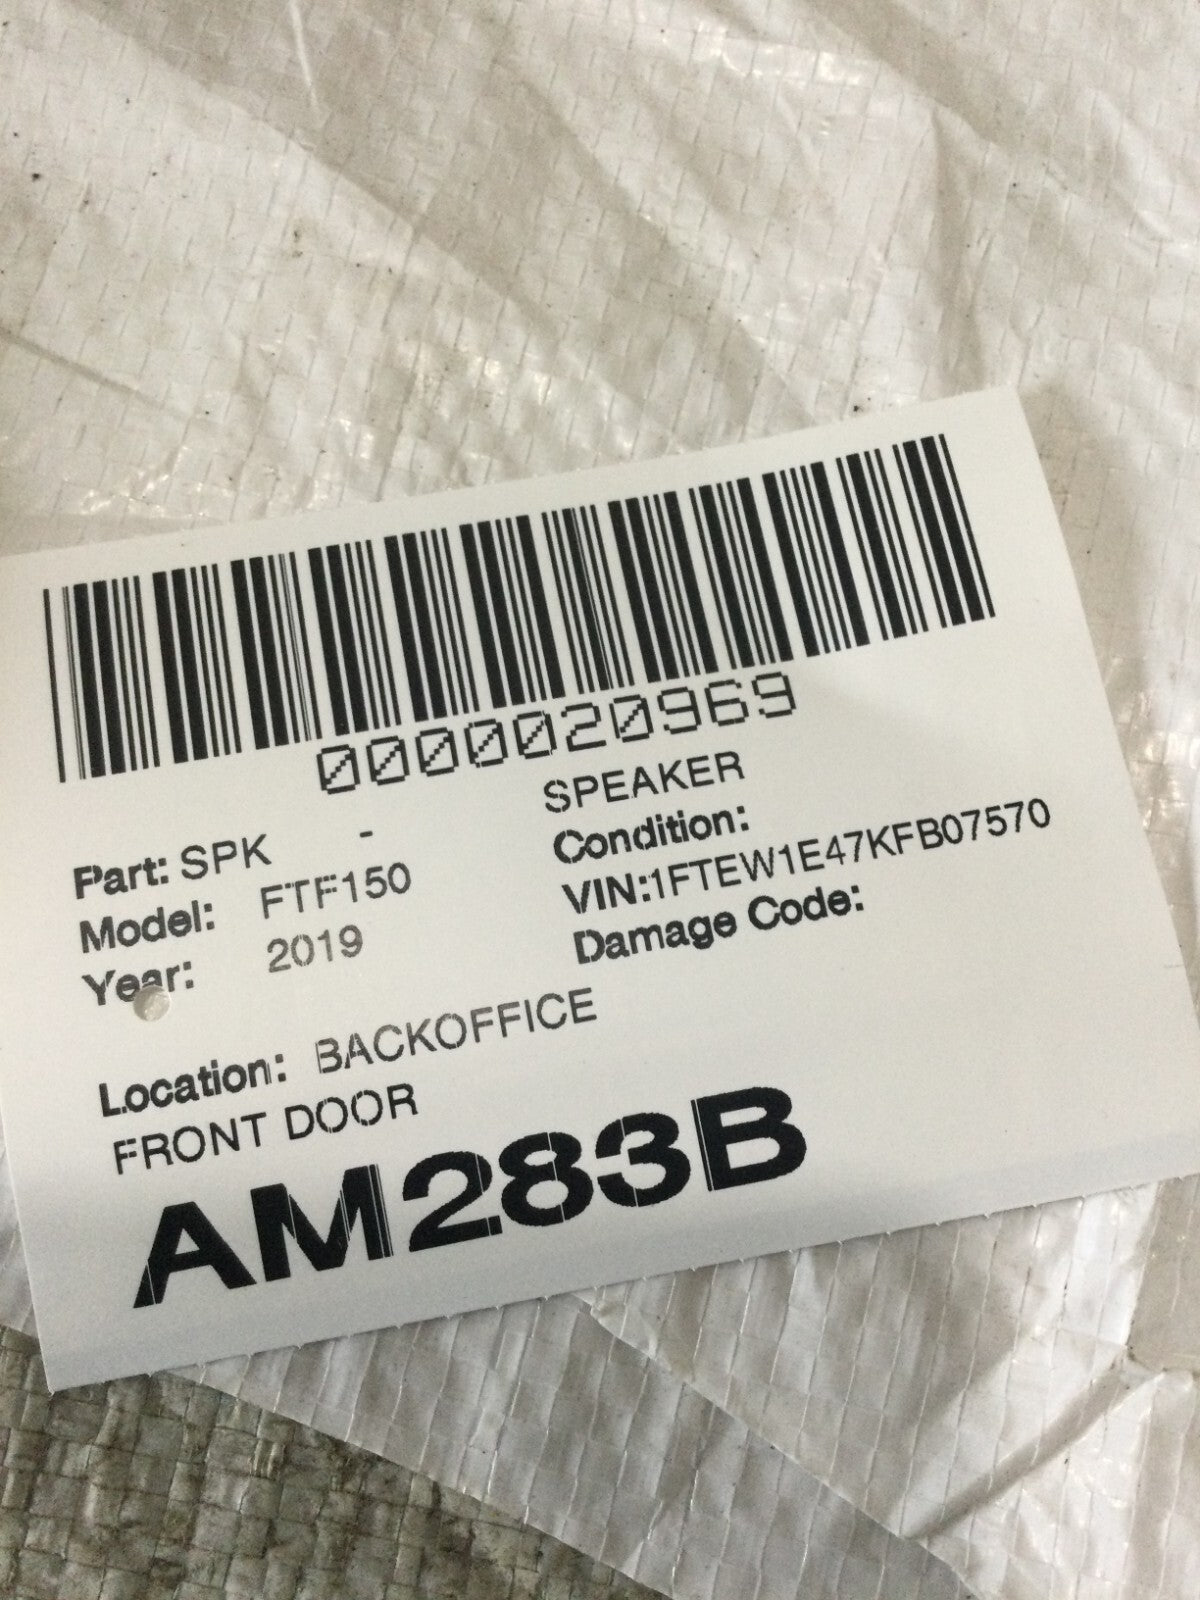 0000020969
Part: SPK - SPEAKER
Model: FTF150 Condition:
Year: 2019 VIN:1FTEW1E47KFB07570
Damage Code:
Location: BACKOFFICE
FRONT DOOR
AM283B